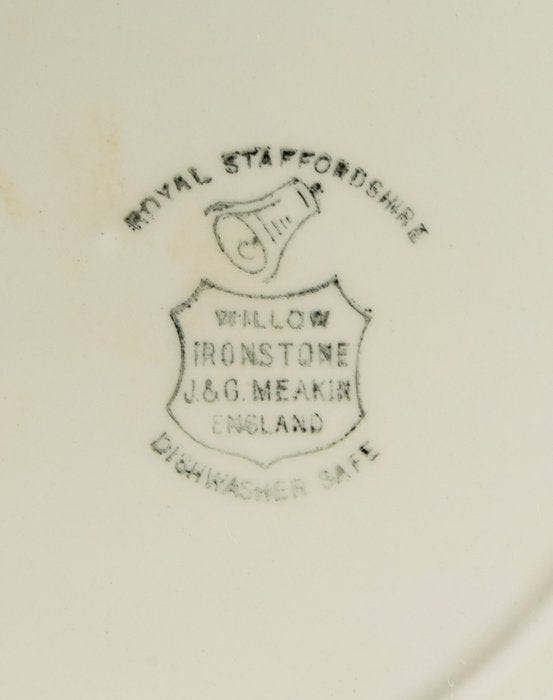 ROYAL STAFFORDSHIRE
WILLOW
IRONSTONE
J.&G. MEAKIN
ENGLAND
DISHWASHER SAFE